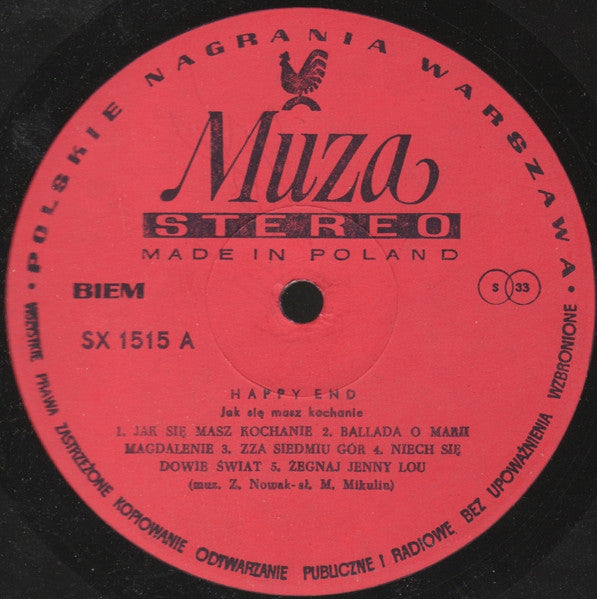 POLSKIE NAGRANIA WARSZAWA
Muza
STEREO
MADE IN POLAND
BIEM
S 33
SX 1515 A
HAPPY END
Jak się masz kochanie
1. JAK SIĘ MASZ KOCHANIE 2. BALLADA O MARII
MAGDALENIE 3. ZZA SIEDMIU GÓR 4. NIECH SIĘ
DOWIE ŚWIAT 5. ŻEGNAJ JENNY LOU
(muz. Z. Nowak-sł. M. Mikulin)
• WSZYSTKIE PRAWA ZASTRZEŻONE KOPIOWANIE ODTWARZANIE PUBLICZNE I RADIOWE BEZ UPOWAŻNIENIA WZBRONIONE •